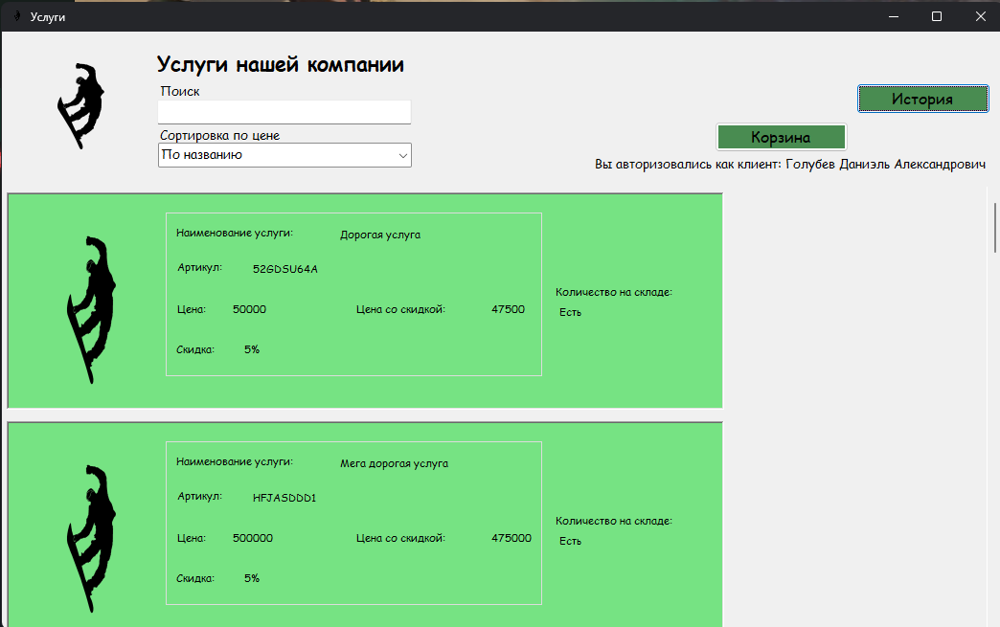 Услуги
Услуги нашей компании
Поиск
История
Сортировка по цене
Корзина
По названию
Вы авторизовались как клиент: Голубев Даниэль Александрович
Наименование услуги: Дорогая услуга
Артикул: 52GDSU64A
Количество на складе:
Цена: 50000 Цена со скидкой: 47500
Есть
Скидка: 5%
Наименование услуги: Мега дорогая услуга
Артикул: HFJASDDD1
Количество на складе:
Цена: 500000 Цена со скидкой: 475000
Есть
Скидка: 5%